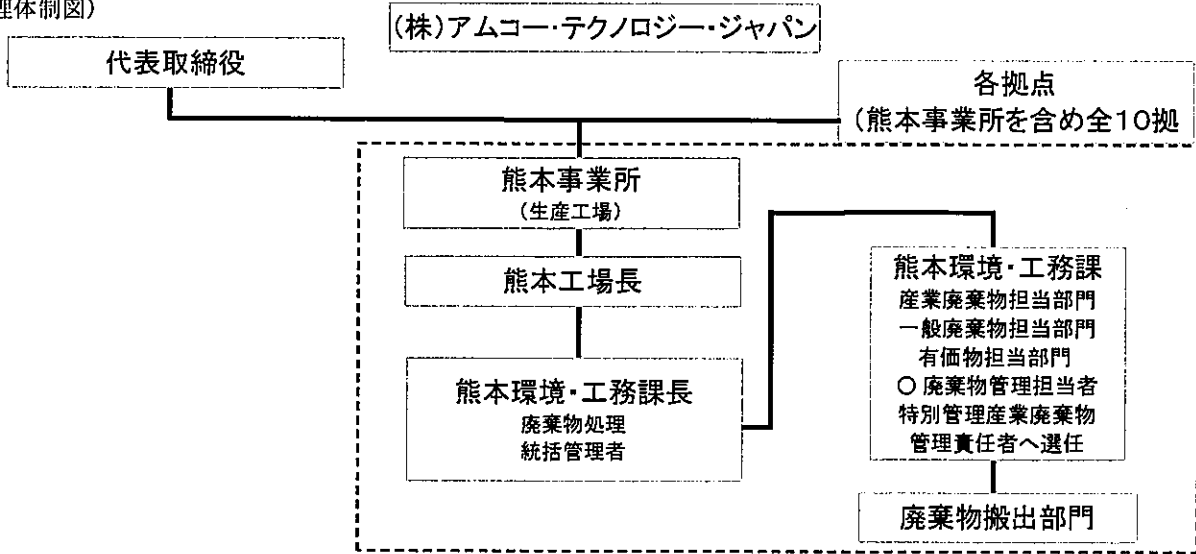 理体制図)
(株)アムコー・テクノロジー・ジャパン
代表取締役
各拠点
(熊本事業所を含め全10拠
熊本事業所
(生産工場)
熊本工場長
熊本環境・工務課長
廃棄物処理
統括管理者
熊本環境・工務課
産業廃棄物担当部門
一般廃棄物担当部門
有価物担当部門
〇廃棄物管理担当者
特別管理産業廃棄物
管理責任者へ選任
廃棄物搬出部門